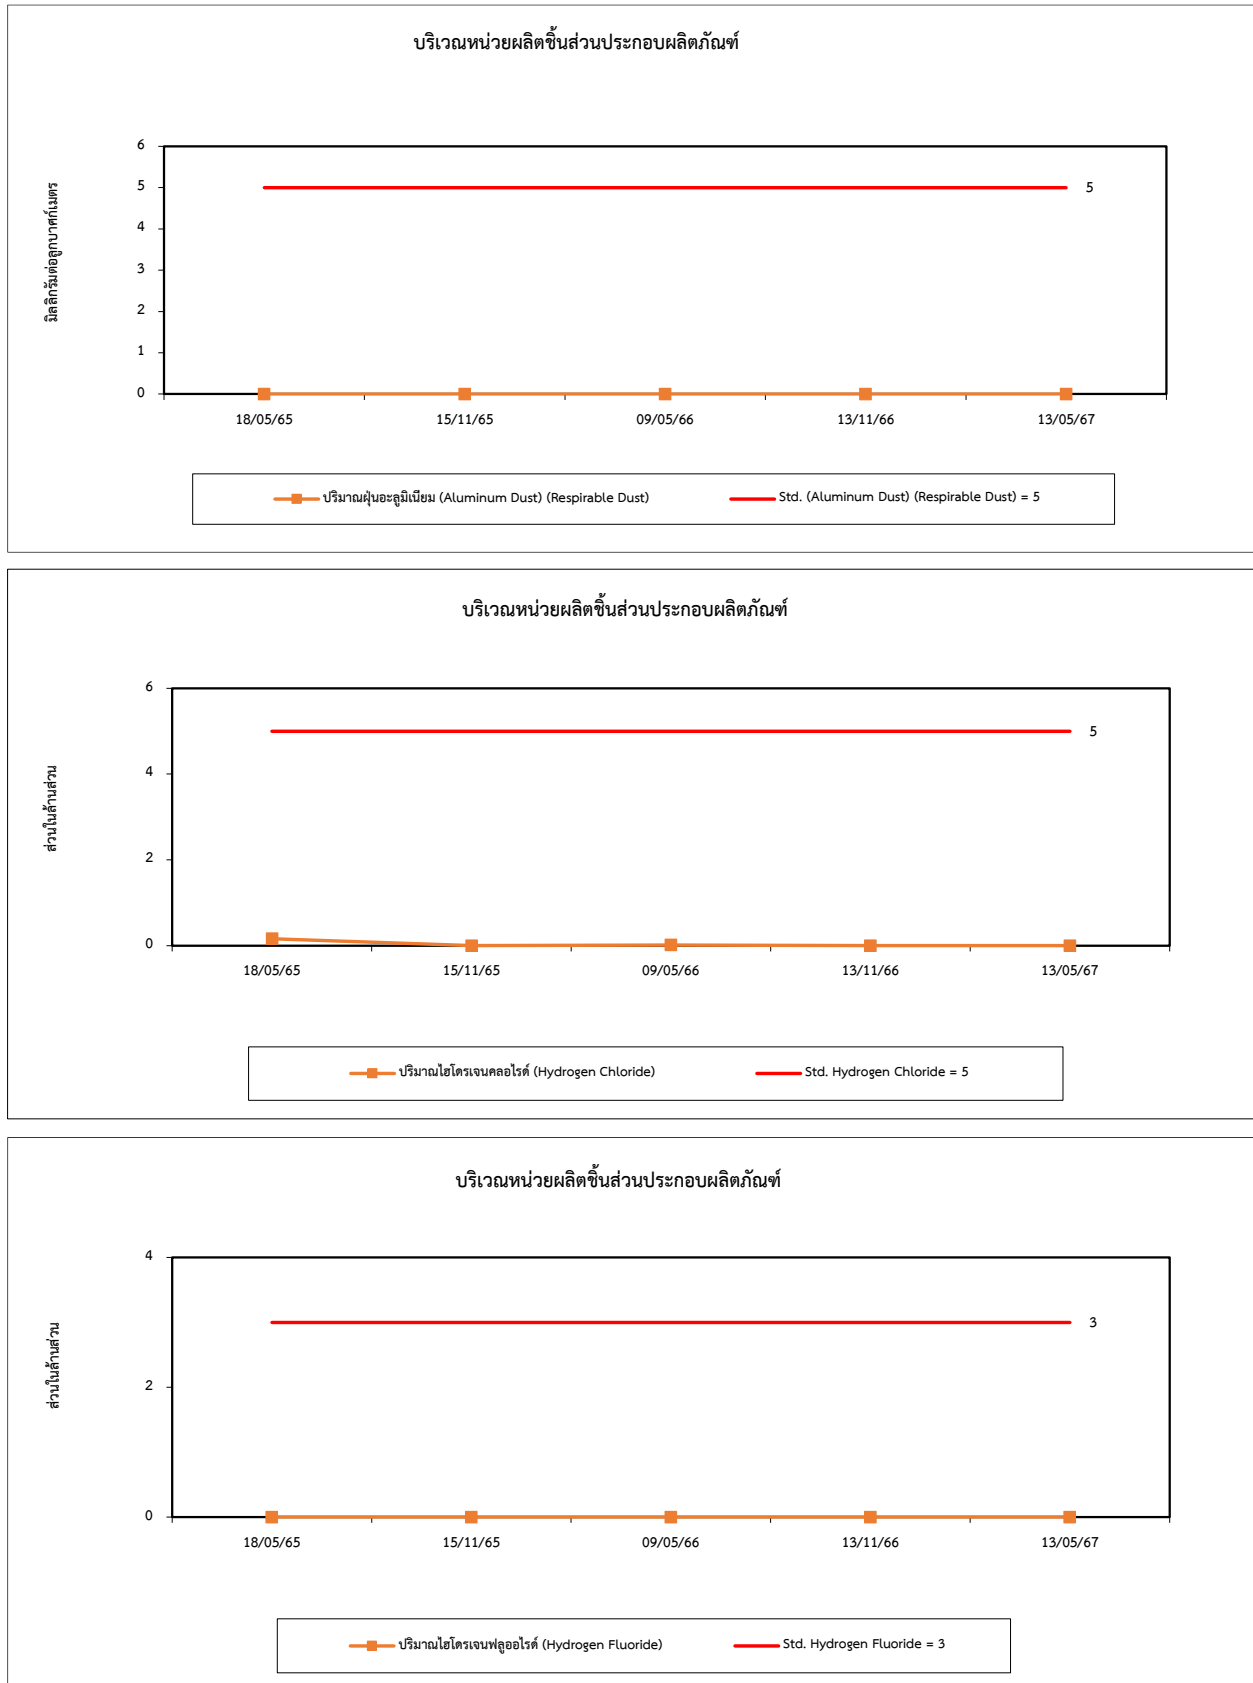 บริเวณหน่วยผลิตชิ้นส่วนประกอบผลิตภัณฑ์
มิลลิกรัมต่อลูกบาศก์เมตร
6
5
4
3
2
1
0
5
18/05/65 15/11/65 09/05/66 13/11/66 13/05/67
ปริมาณฝุ่นอะลูมิเนียม (Aluminum Dust) (Respirable Dust) Std. (Aluminum Dust) (Respirable Dust) = 5
บริเวณหน่วยผลิตชิ้นส่วนประกอบผลิตภัณฑ์
ส่วนในล้านส่วน
6
4
2
0
5
18/05/65 15/11/65 09/05/66 13/11/66 13/05/67
ปริมาณไฮโดรเจนคลอไรด์ (Hydrogen Chloride) Std. Hydrogen Chloride = 5
บริเวณหน่วยผลิตชิ้นส่วนประกอบผลิตภัณฑ์
ส่วนในล้านส่วน
4
2
0
3
18/05/65 15/11/65 09/05/66 13/11/66 13/05/67
ปริมาณไฮโดรเจนฟลูออไรด์ (Hydrogen Fluoride) Std. Hydrogen Fluoride = 3